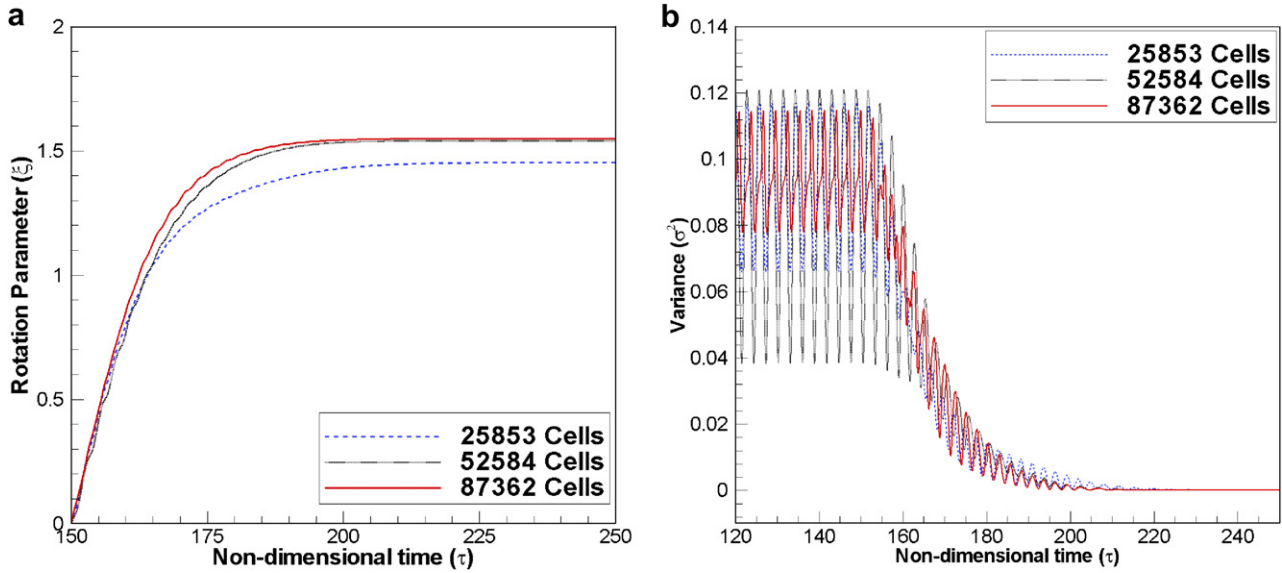 a
2
1.5
1
0.5
0
150
175
200
225
250
Rotation Parameter (ξ)
Non-dimensional time (τ)
25853 Cells
52584 Cells
87362 Cells
b
0.14
0.12
0.1
0.08
0.06
0.04
0.02
0
120
140
160
180
200
220
240
Variance (σ²)
Non-dimensional time (τ)
25853 Cells
52584 Cells
87362 Cells